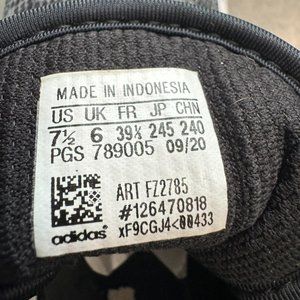 MADE IN INDONESIA
US UK FR JP CHN
7½ 6 39⅓ 245 240
PGS 789005 09/20
ART FZ2785
#126470818
adidas xF9CGJ4<00433